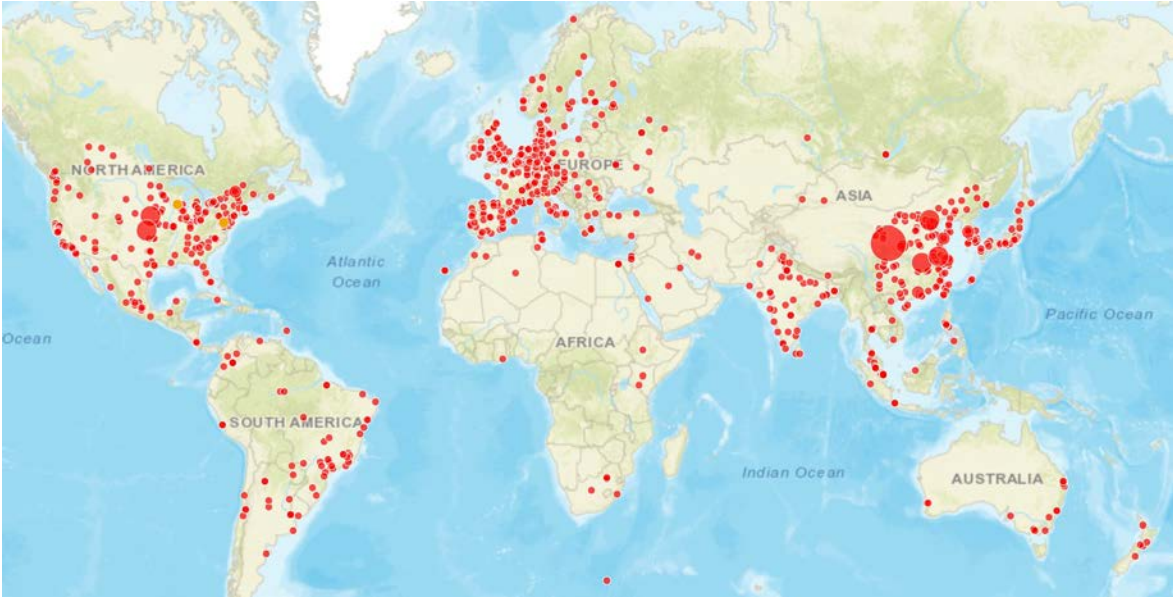 NORTH AMERICA
EUROPE
ASIA
Atlantic
Ocean
Pacific Ocean
Ocean
AFRICA
SOUTH AMERICA
Indian Ocean
AUSTRALIA